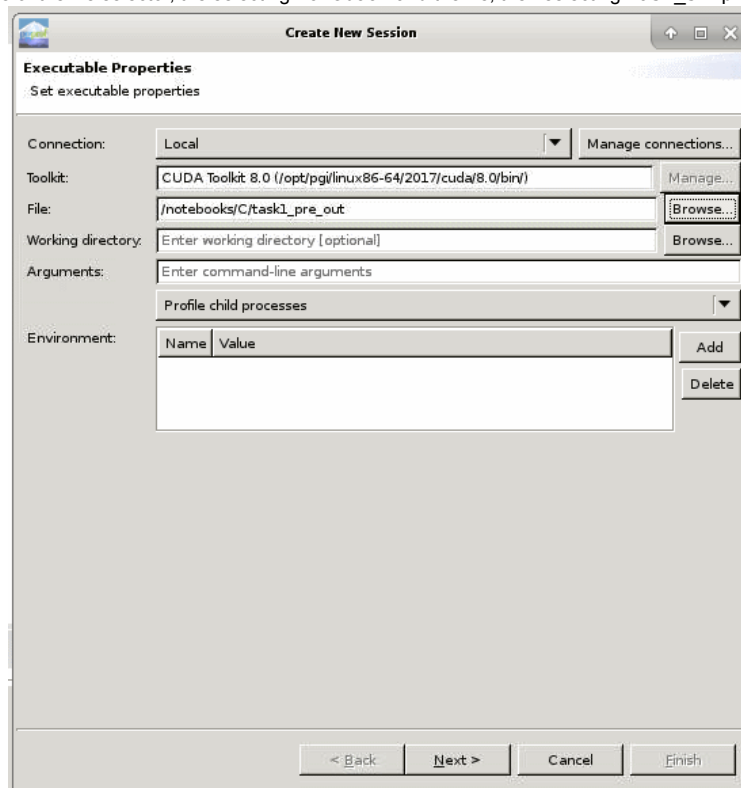 Create New Session
Executable Properties
Set executable properties
Connection: Local Manage connections...
Toolkit: CUDA Toolkit 8.0 (/opt/pgi/linux86-64/2017/cuda/8.0/bin/) Manage...
File: /notebooks/C/task1_pre_out Browse...
Working directory: Enter working directory [optional] Browse...
Arguments: Enter command-line arguments
Profile child processes
Environment: Name Value Add
Delete
< Back Next > Cancel Finish